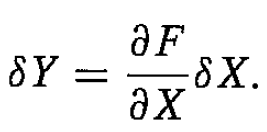 δY = ∂F/∂X δX.